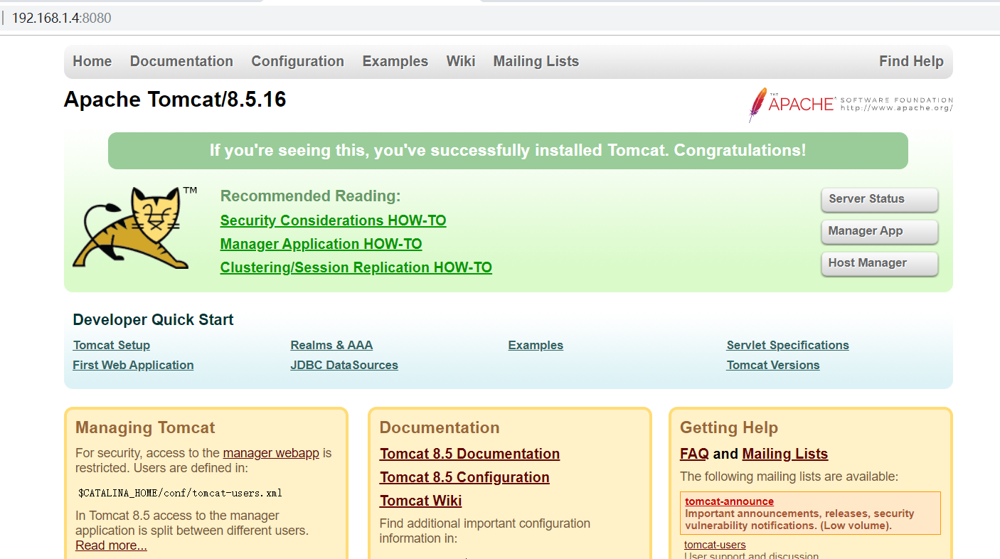 192.168.1.4:8080
Home Documentation Configuration Examples Wiki Mailing Lists Find Help
Apache Tomcat/8.5.16
THE APACHE SOFTWARE FOUNDATION
http://www.apache.org/
If you're seeing this, you've successfully installed Tomcat. Congratulations!
TM
Recommended Reading:
Security Considerations HOW-TO
Manager Application HOW-TO
Clustering/Session Replication HOW-TO
Server Status
Manager App
Host Manager
Developer Quick Start
Tomcat Setup
First Web Application
Realms & AAA
JDBC DataSources
Examples
Servlet Specifications
Tomcat Versions
Managing Tomcat
For security, access to the manager webapp is
restricted. Users are defined in:
$CATALINA_HOME/conf/tomcat-users.xml
In Tomcat 8.5 access to the manager
application is split between different users.
Read more...
Documentation
Tomcat 8.5 Documentation
Tomcat 8.5 Configuration
Tomcat Wiki
Find additional important configuration
information in:
Getting Help
FAQ and Mailing Lists
The following mailing lists are available:
tomcat-announce
Important announcements, releases, security
vulnerability notifications. (Low volume).
tomcat-users
User support and discussion